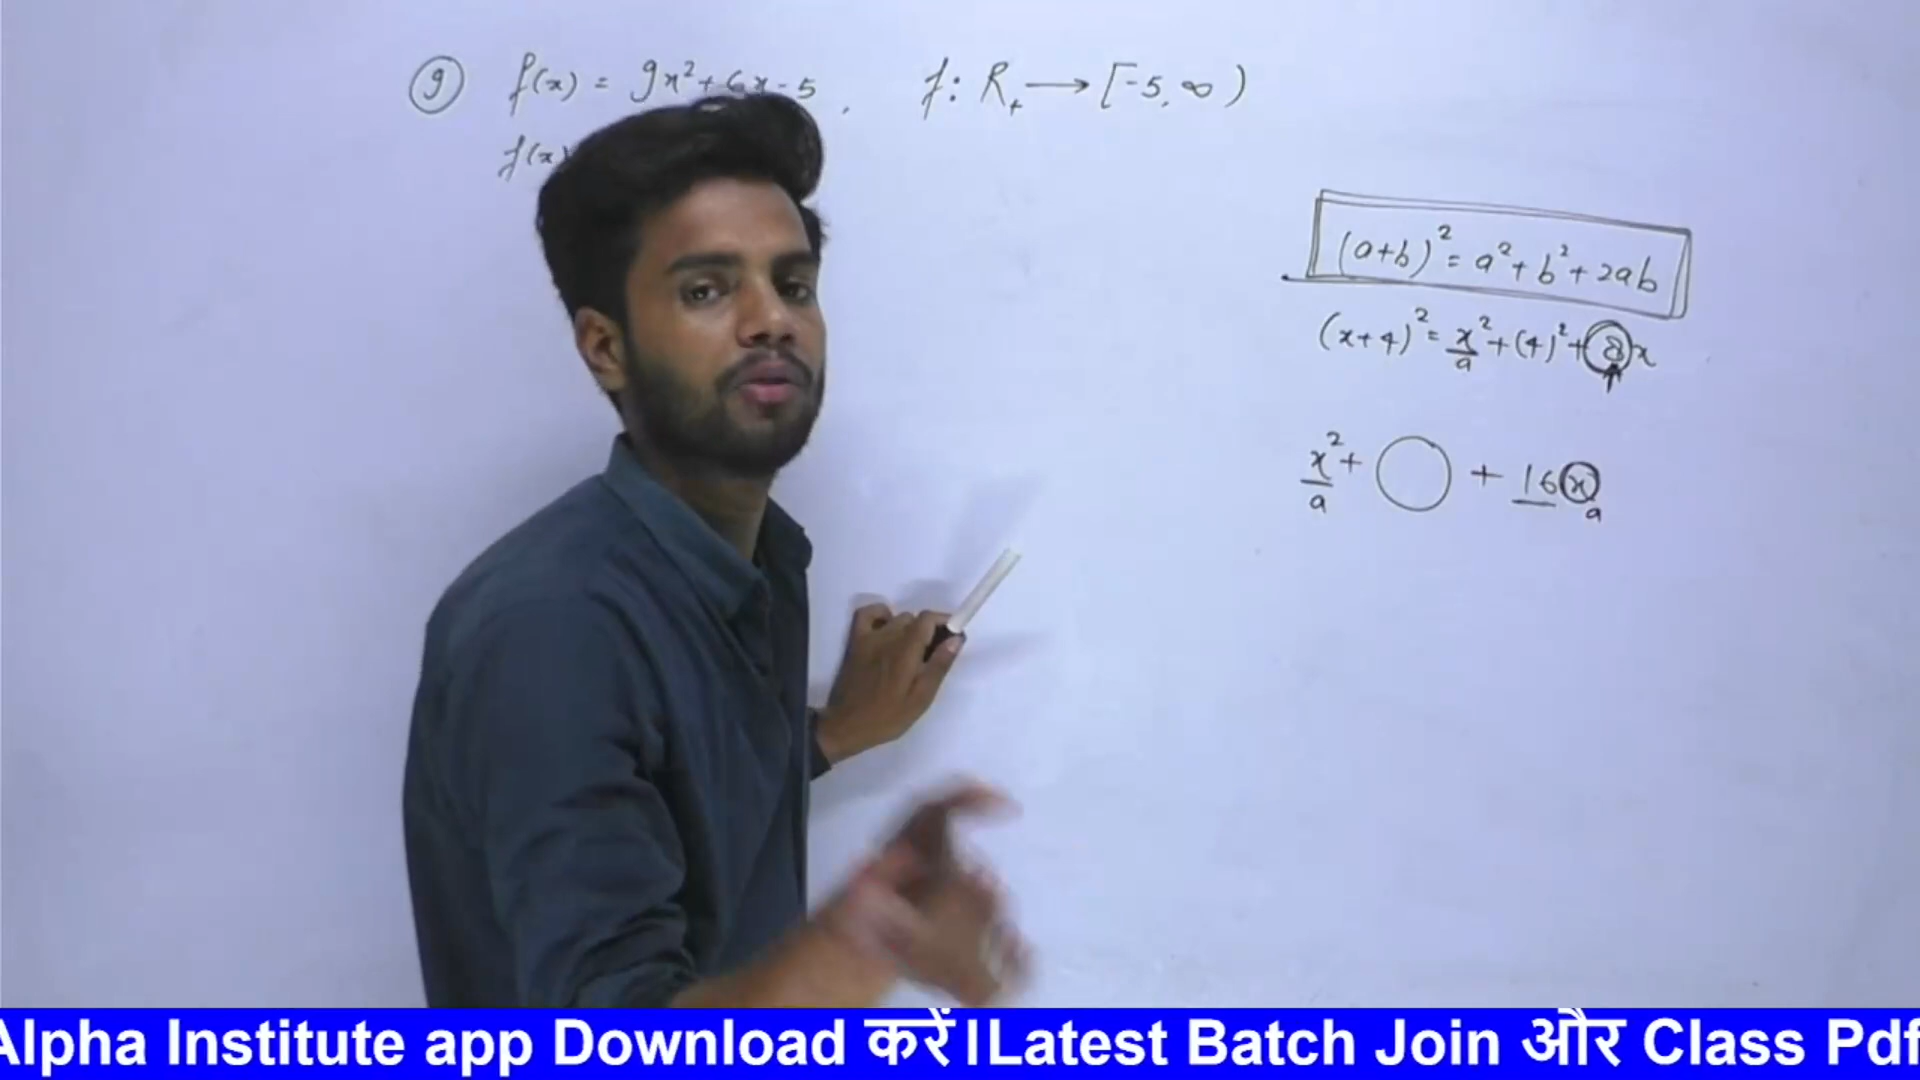 9 f(x) = 9x²+6x-5, f: R₊ → [-5, ∞)
f(x)
(a+b)² = a²+b²+2ab
(x+4)² = x²+(4)²+8x
a
x²+ ◯ + 16x
a a
Alpha Institute app Download करें।Latest Batch Join और Class Pdf